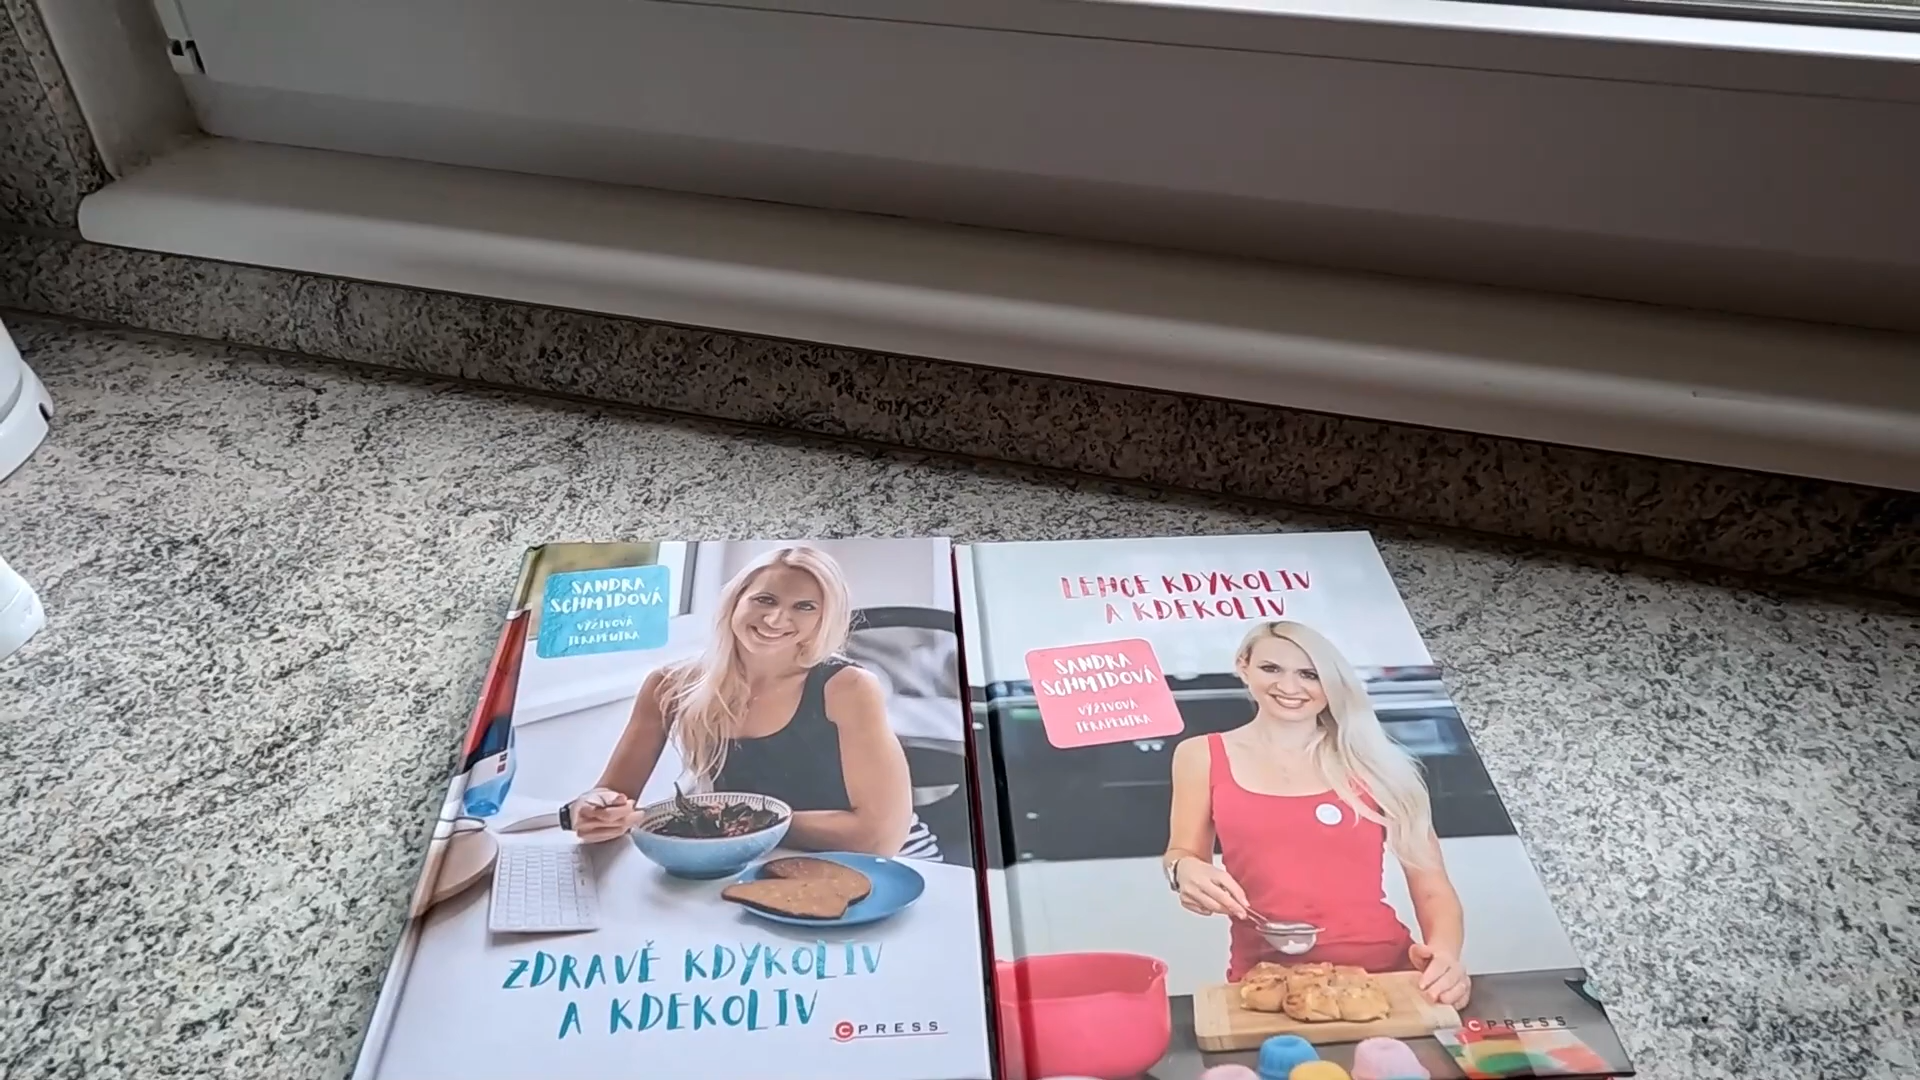 SANDRA
SCHMIDOVÁ
VÝŽIVOVÁ
TERAPEUTKA
ZDRAVĚ KDYKOLIV
A KDEKOLIV
CPRESS
LEHCE KDYKOLIV
A KDEKOLIV
SANDRA
SCHMIDOVÁ
VÝŽIVOVÁ
TERAPEUTKA
CPRESS